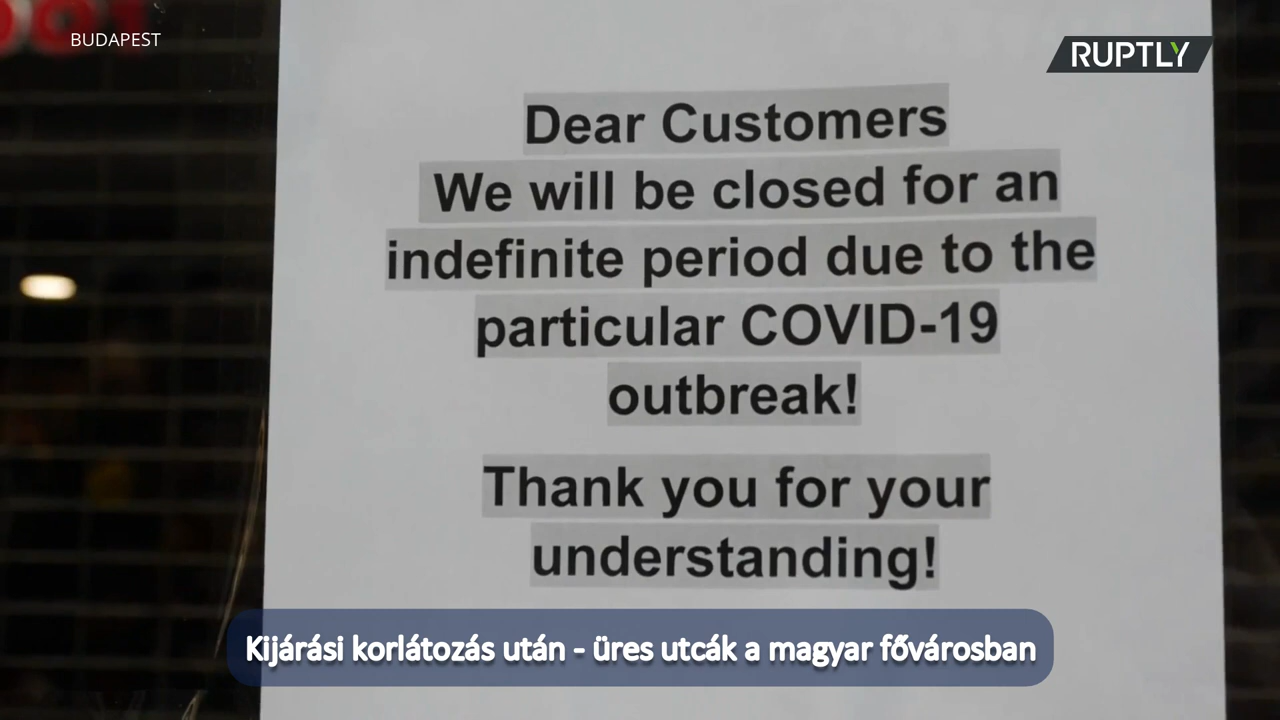 BUDAPEST
RUPTLY
Dear Customers
We will be closed for an
indefinite period due to the
particular COVID-19
outbreak!
Thank you for your
understanding!
Kijárási korlátozás után - üres utcák a magyar fővárosban